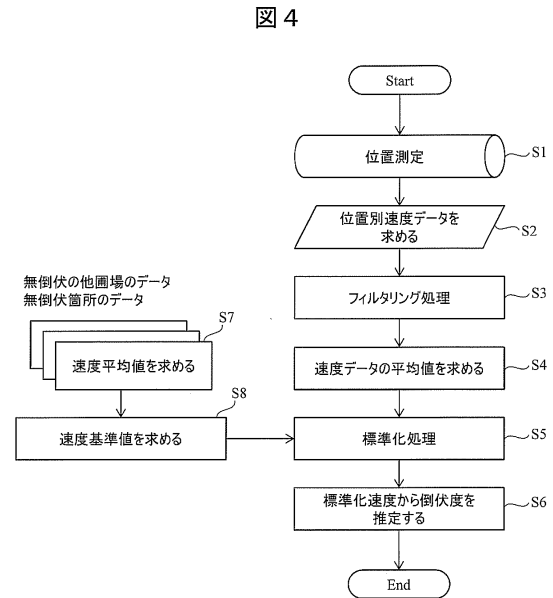 図４
Start
位置測定
S1
位置別速度データを
求める
S2
フィルタリング処理
S3
無倒伏の他圃場のデータ
無倒伏箇所のデータ
S7
速度平均値を求める
速度データの平均値を求める
S4
S8
速度基準値を求める
標準化処理
S5
標準化速度から倒伏度を
推定する
S6
End